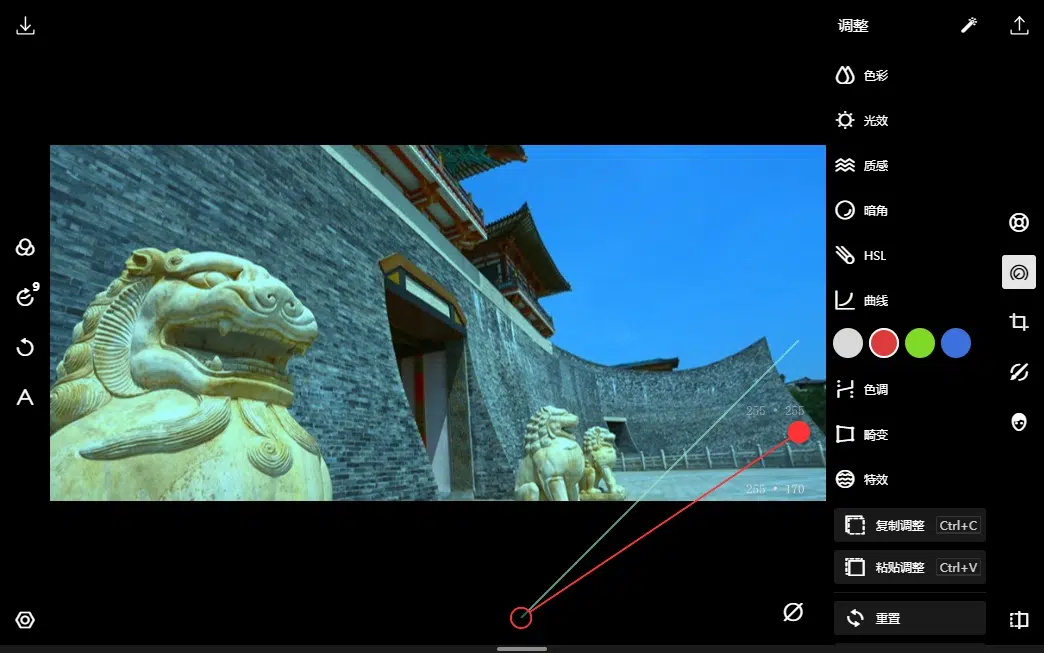 调整
色彩
光效
质感
暗角
HSL
9
曲线
色调
A
255 • 255
畸变
特效
255 • 170
复制调整 Ctrl+C
粘贴调整 Ctrl+V
重置